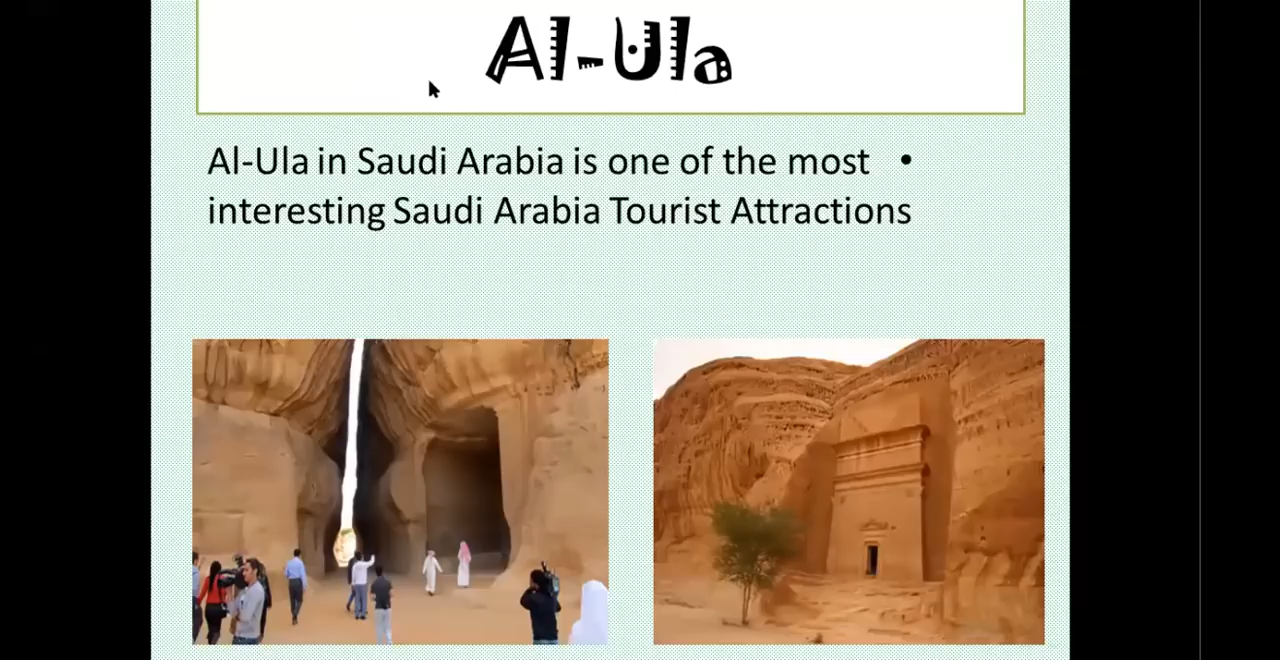 Al-Ula
Al-Ula in Saudi Arabia is one of the most •
interesting Saudi Arabia Tourist Attractions